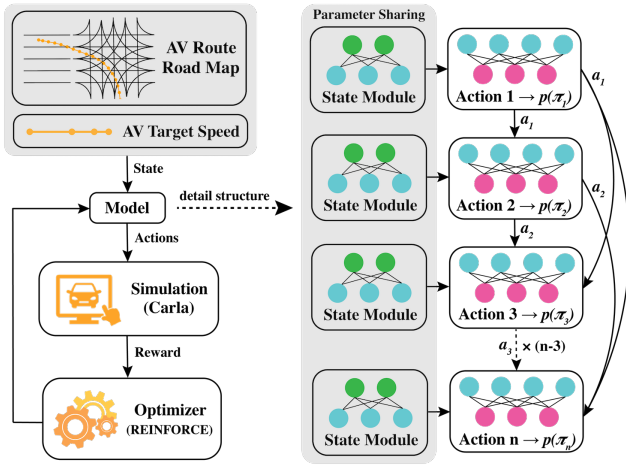 AV Route
Road Map
AV Target Speed
State
Model
detail structure
Actions
Simulation
(Carla)
Reward
Optimizer
(REINFORCE)
Parameter Sharing
State Module
Action 1 → p(π₁)
a₁
a₁
State Module
Action 2 → p(π₂)
a₂
a₂
State Module
Action 3 → p(π₃)
a₃ × (n-3)
State Module
Action n → p(πₙ)